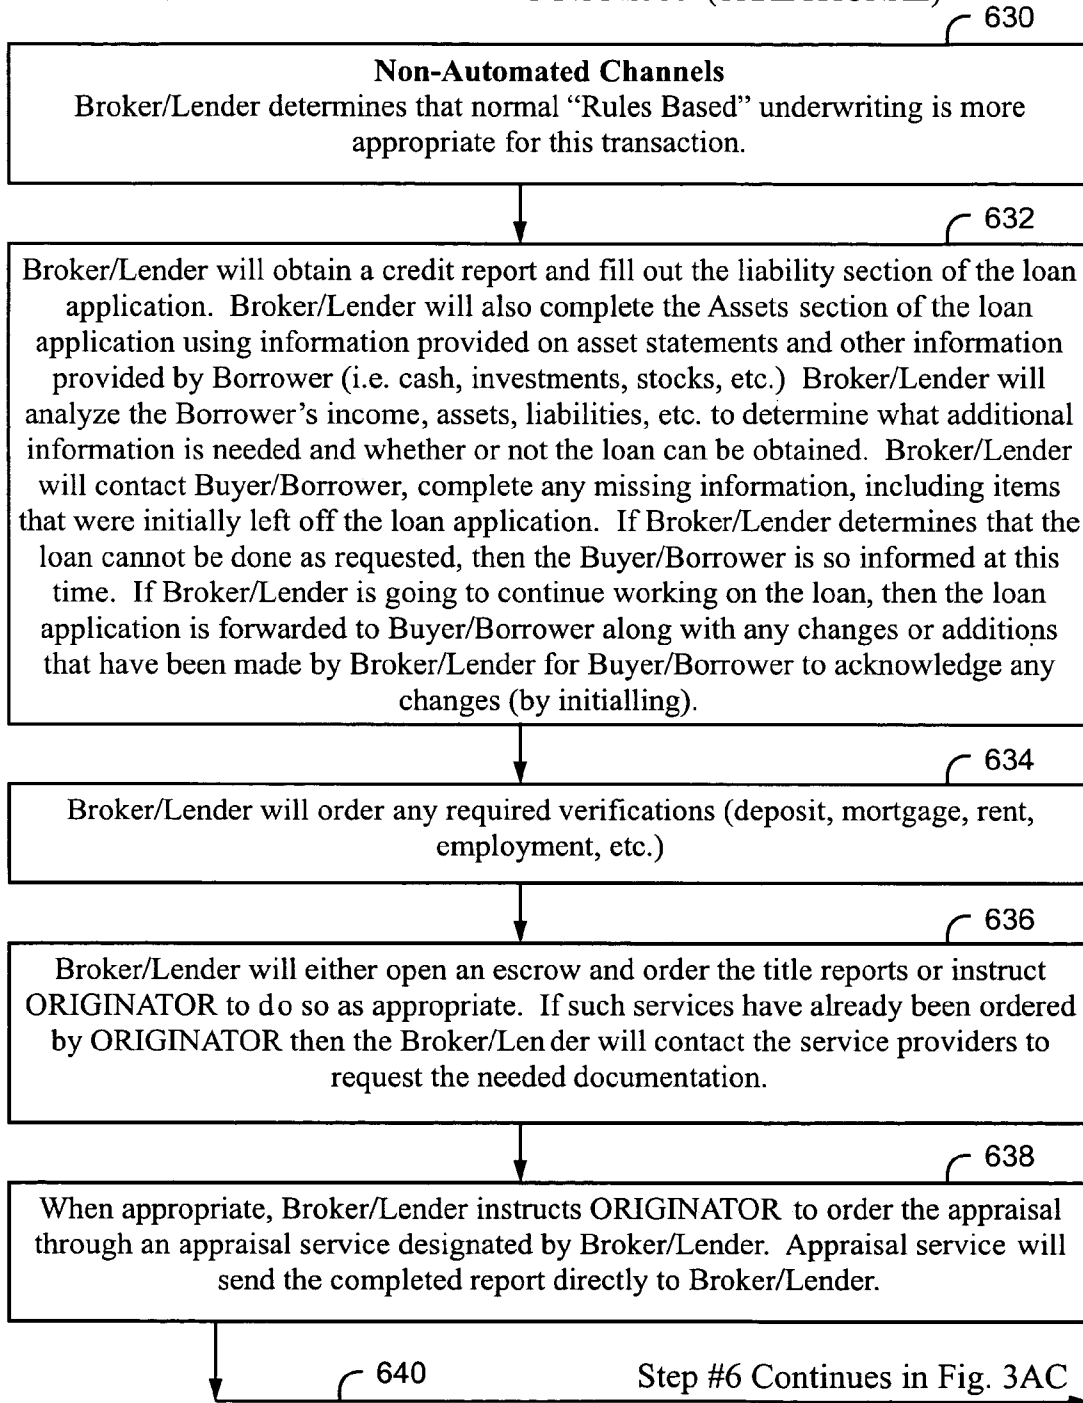 630
Non-Automated Channels
Broker/Lender determines that normal “Rules Based” underwriting is more
appropriate for this transaction.
632
Broker/Lender will obtain a credit report and fill out the liability section of the loan
application. Broker/Lender will also complete the Assets section of the loan
application using information provided on asset statements and other information
provided by Borrower (i.e. cash, investments, stocks, etc.) Broker/Lender will
analyze the Borrower’s income, assets, liabilities, etc. to determine what additional
information is needed and whether or not the loan can be obtained. Broker/Lender
will contact Buyer/Borrower, complete any missing information, including items
that were initially left off the loan application. If Broker/Lender determines that the
loan cannot be done as requested, then the Buyer/Borrower is so informed at this
time. If Broker/Lender is going to continue working on the loan, then the loan
application is forwarded to Buyer/Borrower along with any changes or additions
that have been made by Broker/Lender for Buyer/Borrower to acknowledge any
changes (by initialling).
634
Broker/Lender will order any required verifications (deposit, mortgage, rent,
employment, etc.)
636
Broker/Lender will either open an escrow and order the title reports or instruct
ORIGINATOR to do so as appropriate. If such services have already been ordered
by ORIGINATOR then the Broker/Lender will contact the service providers to
request the needed documentation.
638
When appropriate, Broker/Lender instructs ORIGINATOR to order the appraisal
through an appraisal service designated by Broker/Lender. Appraisal service will
send the completed report directly to Broker/Lender.
640
Step #6 Continues in Fig. 3AC